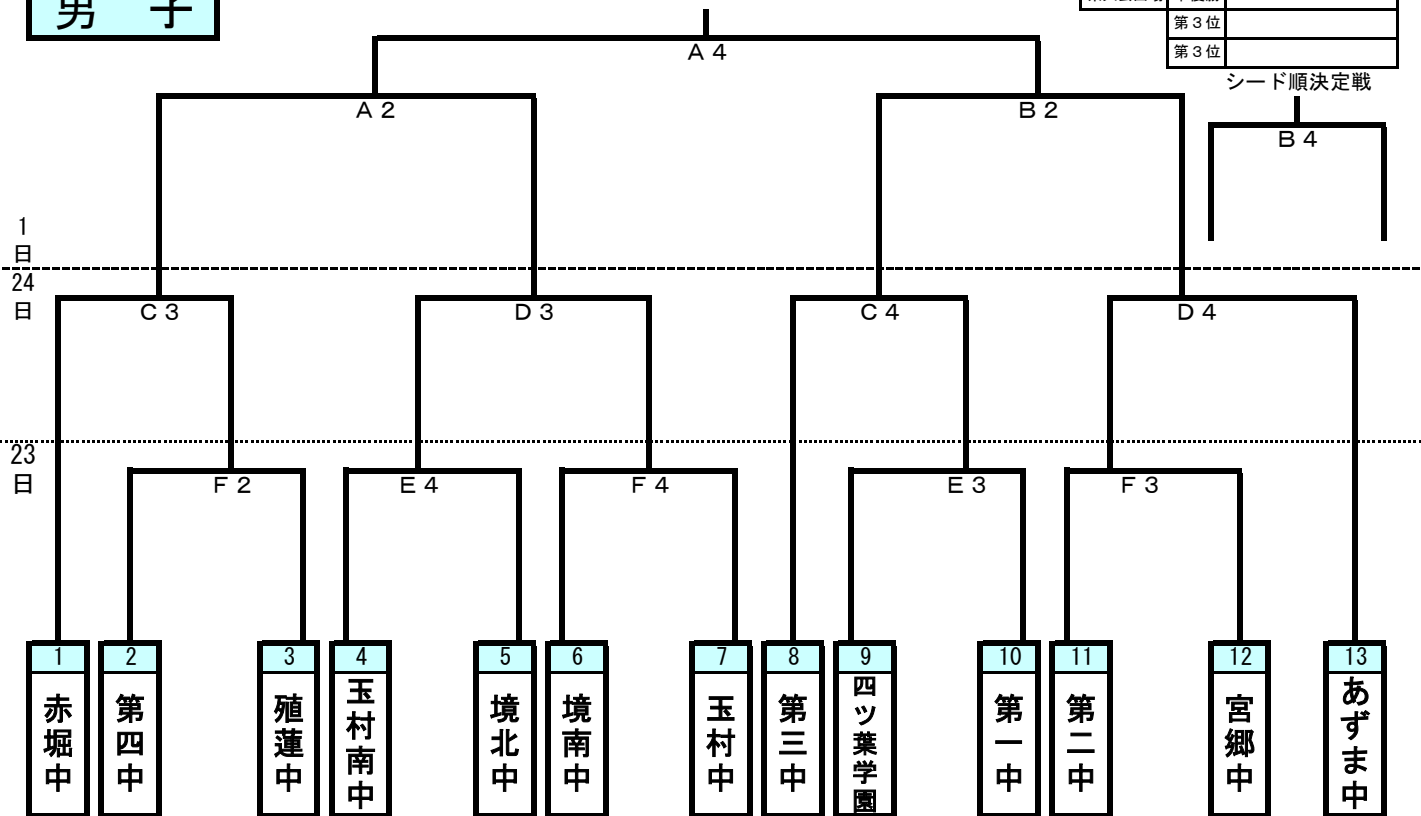 男 子
第３位
第３位
シード順決定戦
Ａ４
Ａ２
Ｂ２
Ｂ４
1
日
24
日
Ｃ３
Ｄ３
Ｃ４
Ｄ４
23
日
Ｆ２
Ｅ４
Ｆ４
Ｅ３
Ｆ３
1
赤堀中
2
第四中
3
殖蓮中
4
玉村南中
5
境北中
6
境南中
7
玉村中
8
第三中
9
四ツ葉学園
10
第一中
11
第二中
12
宮郷中
13
あずま中